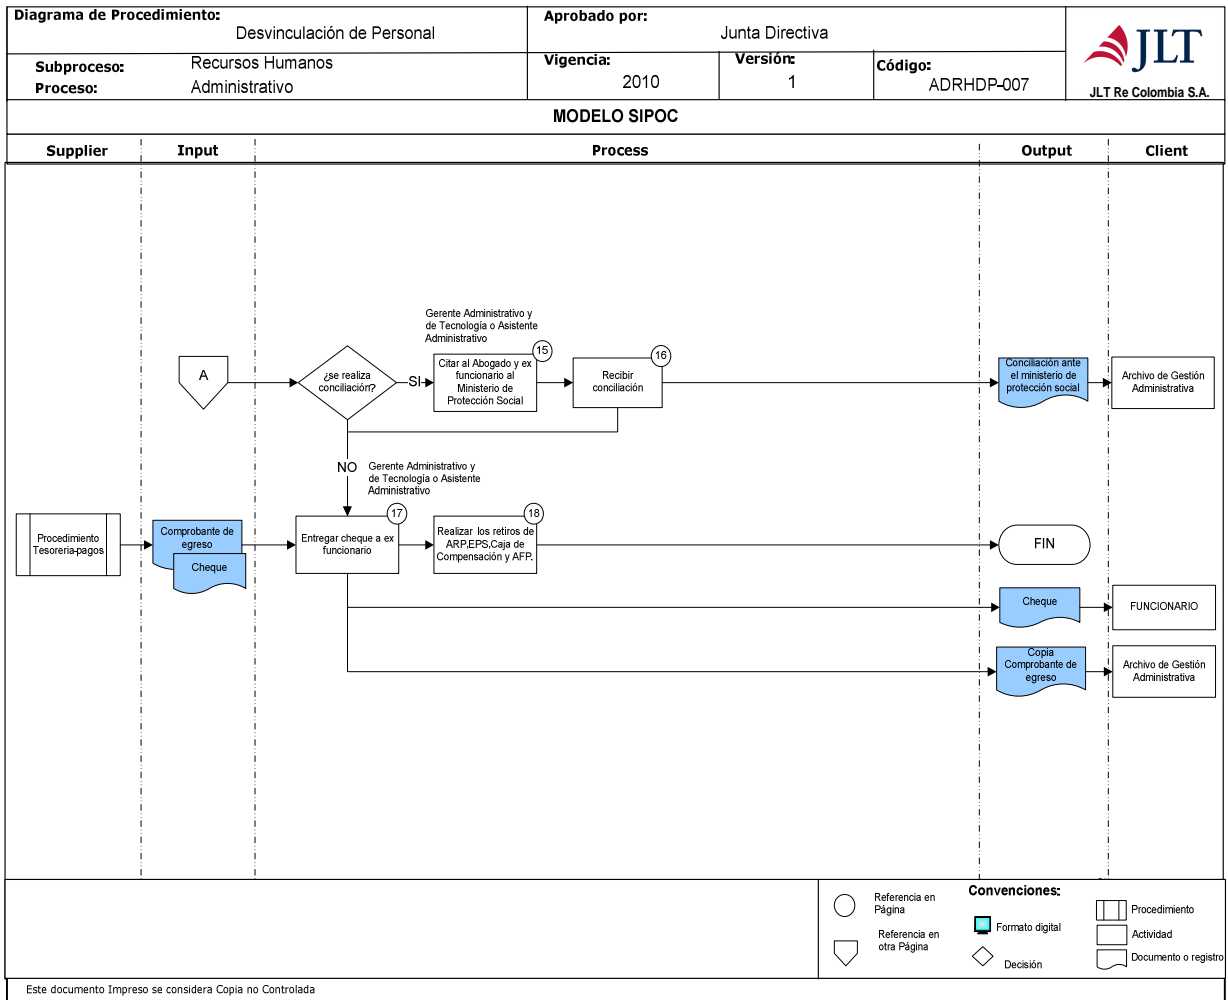 Diagrama de Procedimiento:
Desvinculación de Personal
Aprobado por:
Junta Directiva
Subproceso:
Recursos Humanos
Proceso:
Administrativo
Vigencia:
2010
Versión:
1
Código:
ADRHDP-007
JLT
JLT Re Colombia S.A.
MODELO SIPOC
Supplier
Input
Process
Output
Client
Gerente Administrativo y
de Tecnología o Asistente
Administrativo
A
¿se realiza
conciliación?
SI
15
Citar al Abogado y ex
funcionario al
Ministerio de
Protección Social
16
Recibir
conciliación
Conciliación ante
el ministerio de
protección social
Archivo de Gestión
Administrativa
NO
Gerente Administrativo y
de Tecnología o Asistente
Administrativo
Procedimiento
Tesoreria-pagos
Comprobante de
egreso
Cheque
17
Entregar cheque a ex
funcionario
18
Realizar los retiros de
ARP,EPS,Caja de
Compensación y AFP.
FIN
Cheque
FUNCIONARIO
Copia
Comprobante de
egreso
Archivo de Gestión
Administrativa
Convenciones:
Referencia en
Página
Referencia en
otra Página
Formato digital
Decisión
Procedimiento
Actividad
Documento o registro
Este documento Impreso se considera Copia no Controlada